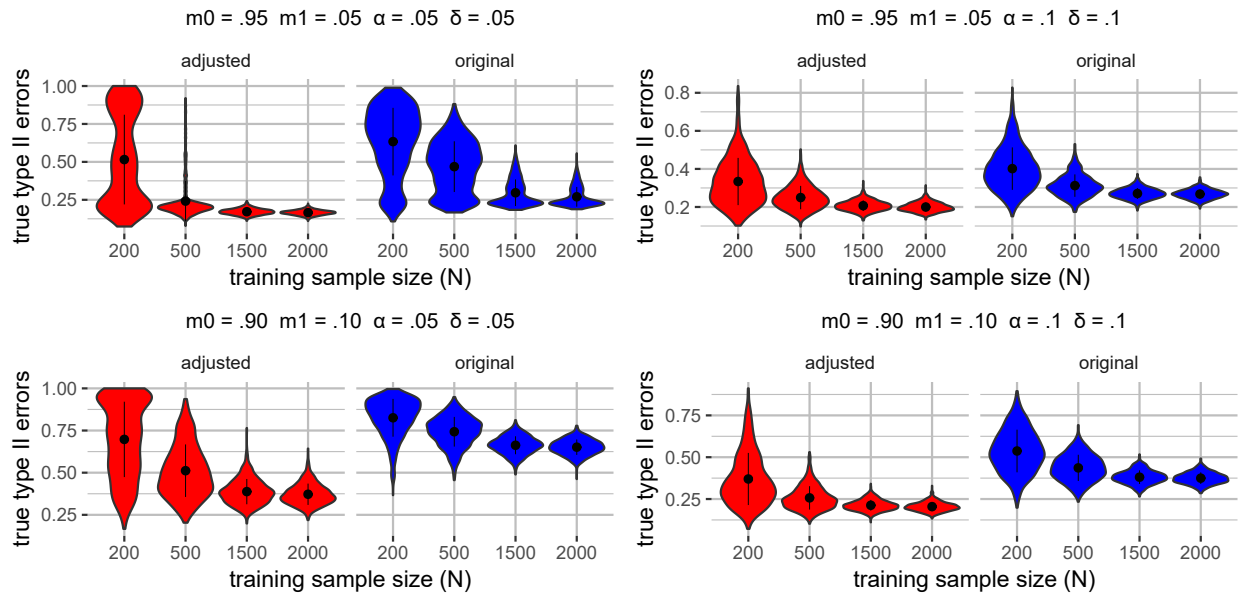 m0 = .95 m1 = .05 α = .05 δ = .05
adjusted original
true type II errors
1.00
0.75
0.50
0.25
200 500 1500 2000 200 500 1500 2000
training sample size (N)
m0 = .95 m1 = .05 α = .1 δ = .1
adjusted original
true type II errors
0.8
0.6
0.4
0.2
200 500 1500 2000 200 500 1500 2000
training sample size (N)
m0 = .90 m1 = .10 α = .05 δ = .05
adjusted original
true type II errors
1.00
0.75
0.50
0.25
200 500 1500 2000 200 500 1500 2000
training sample size (N)
m0 = .90 m1 = .10 α = .1 δ = .1
adjusted original
true type II errors
0.75
0.50
0.25
200 500 1500 2000 200 500 1500 2000
training sample size (N)